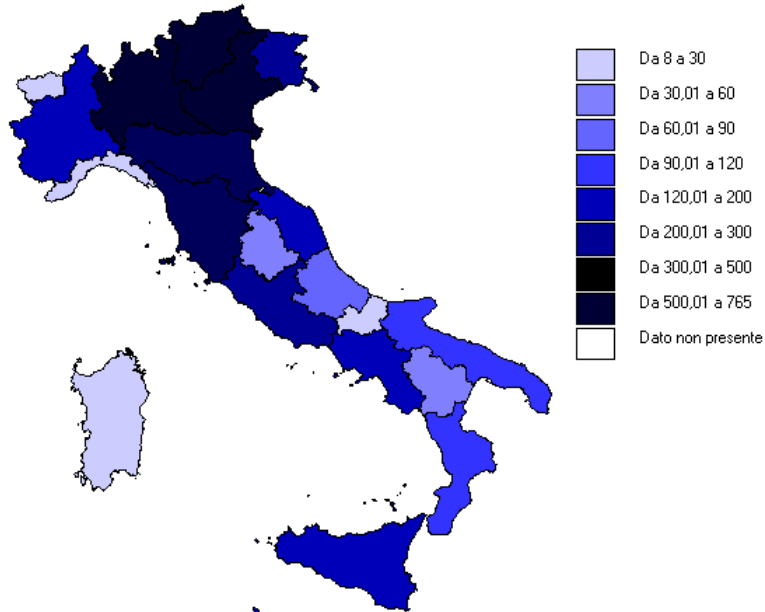 Da 8 a 30
Da 30,01 a 60
Da 60,01 a 90
Da 90,01 a 120
Da 120,01 a 200
Da 200,01 a 300
Da 300,01 a 500
Da 500,01 a 765
Dato non presente